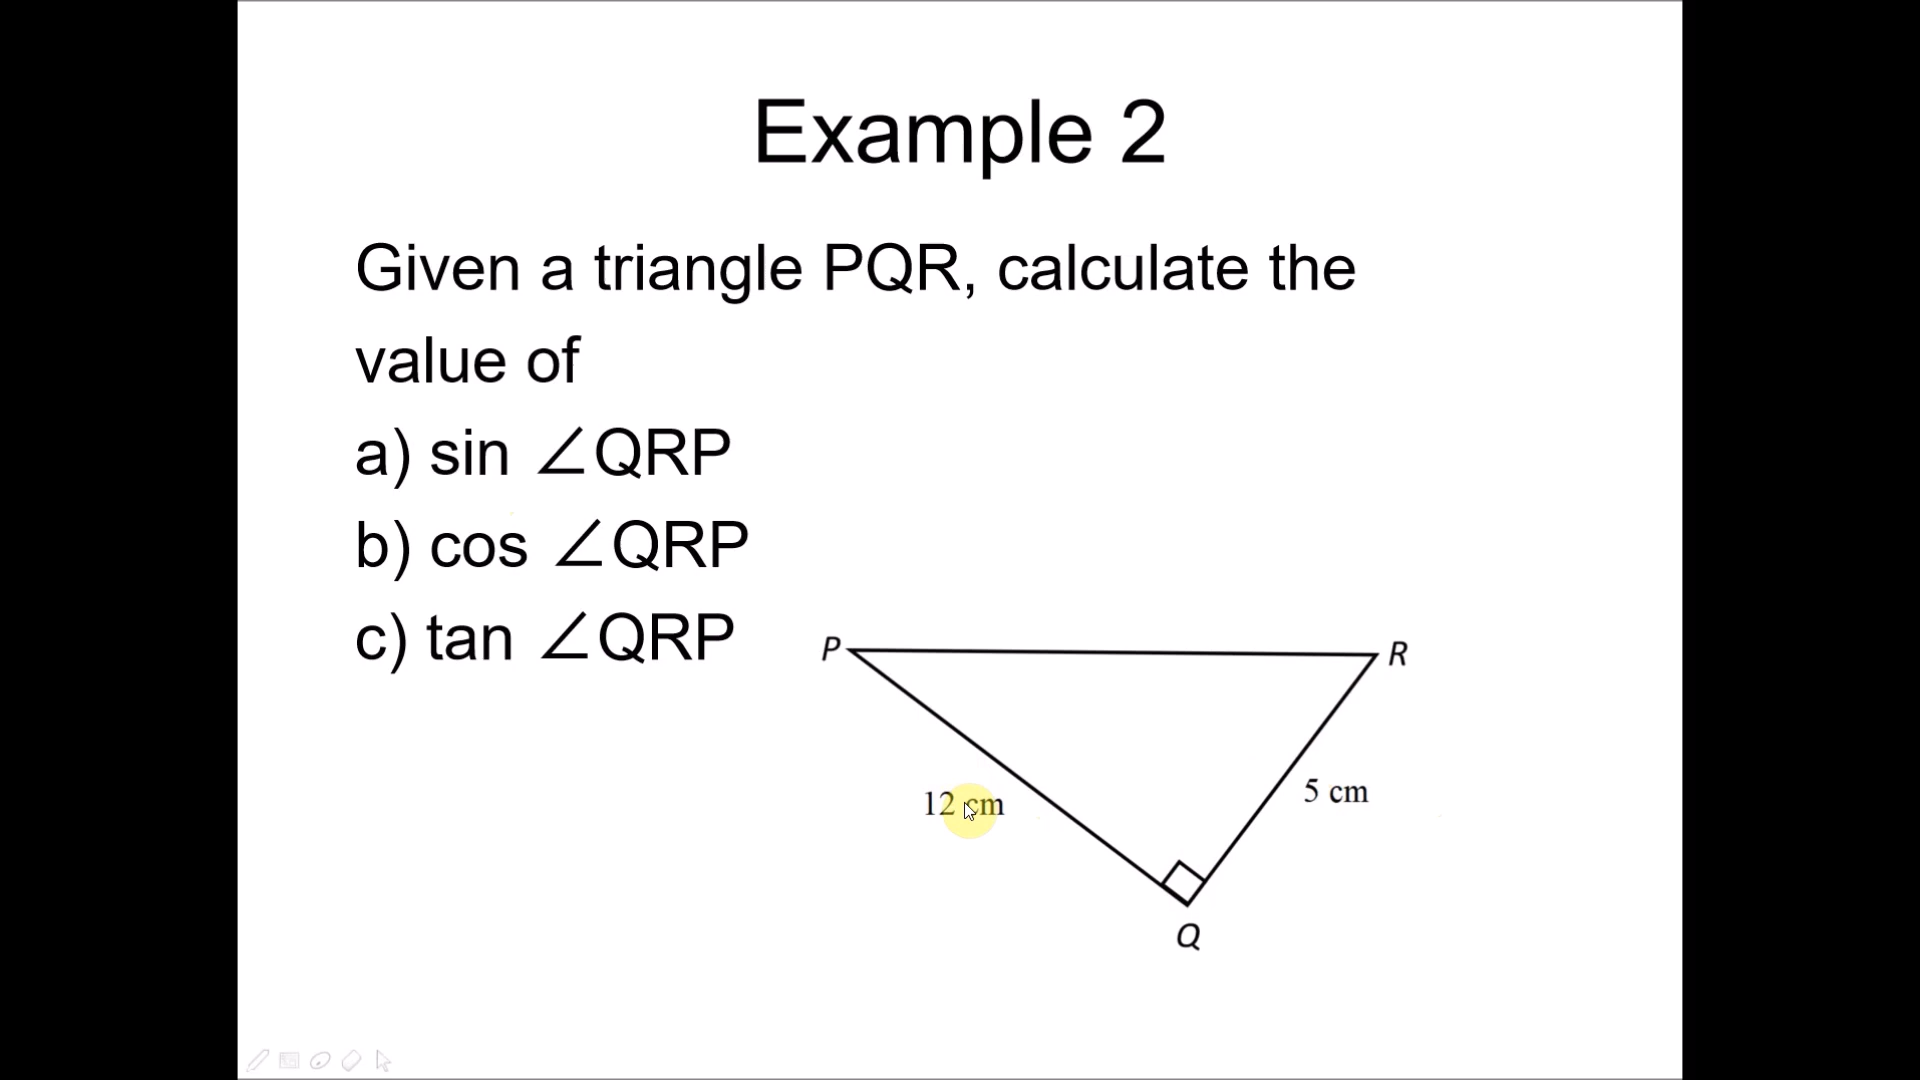 Example 2
Given a triangle PQR, calculate the
value of
a) sin ∠QRP
b) cos ∠QRP
c) tan ∠QRP
P
R
12 cm
5 cm
Q